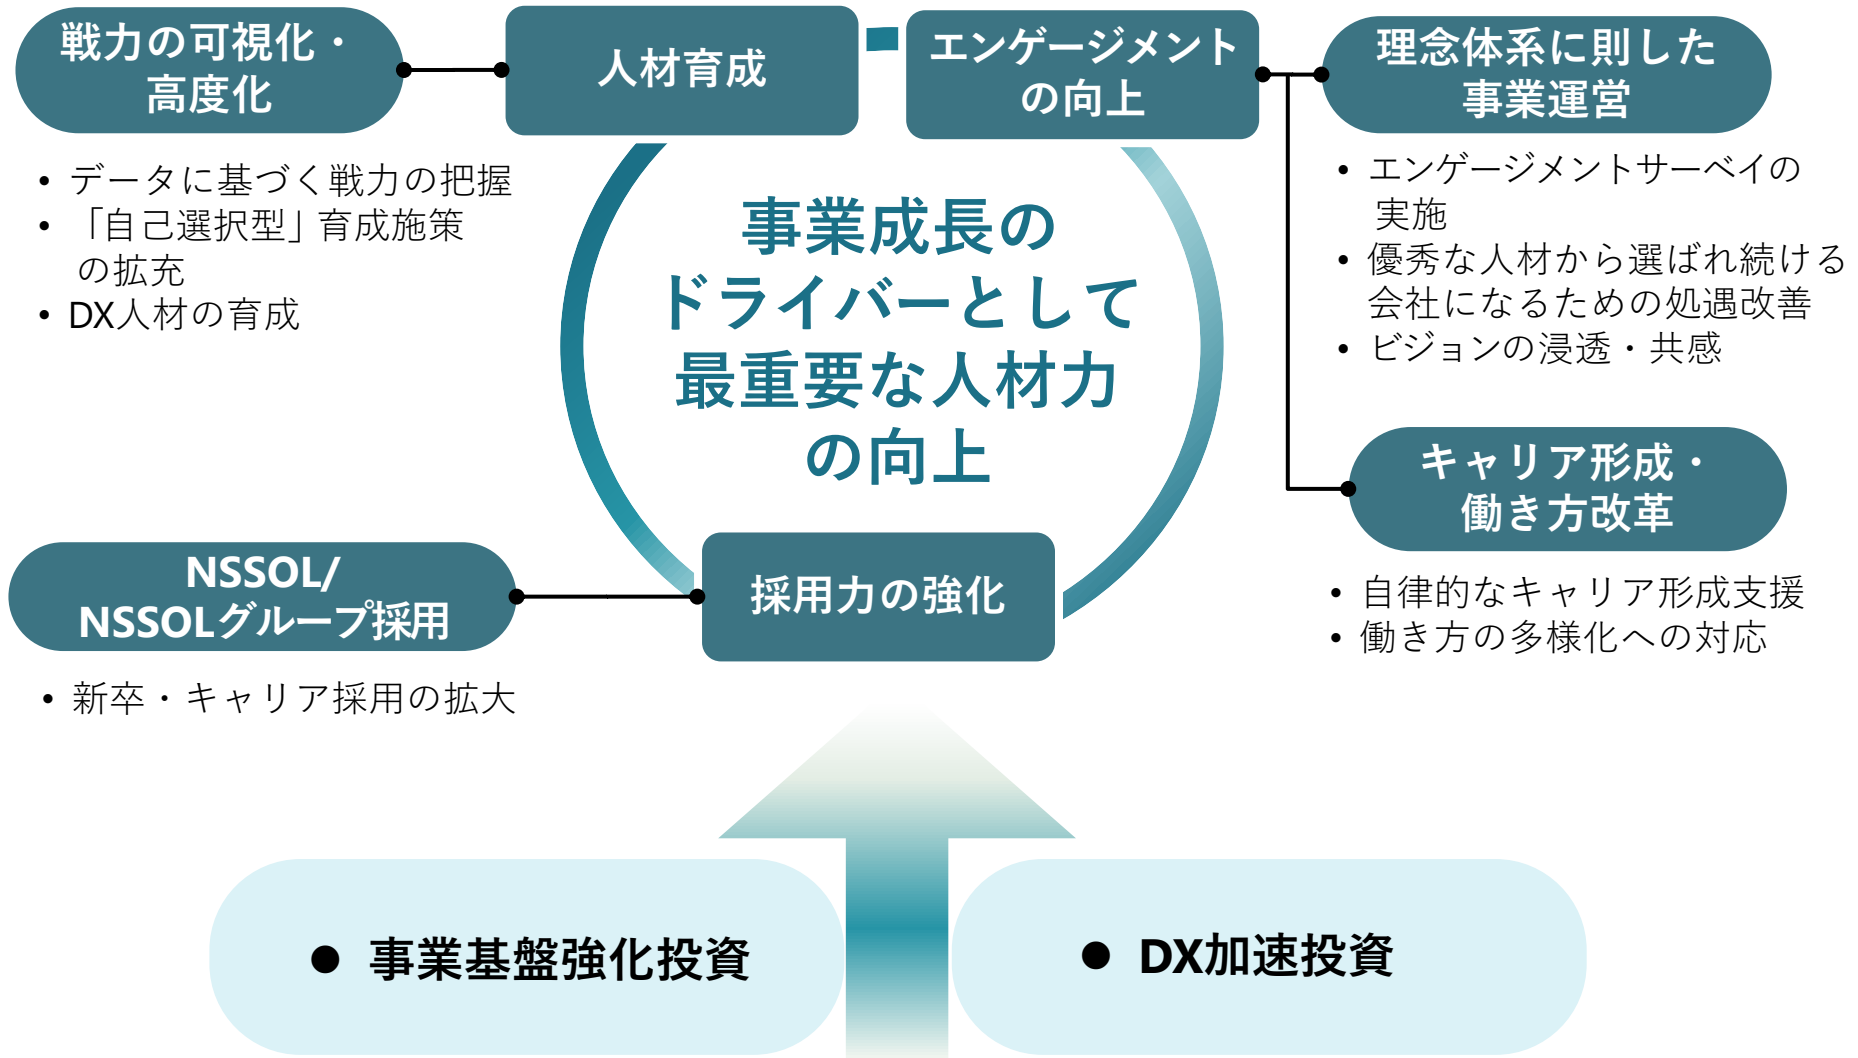 戦力の可視化・
高度化
人材育成
エンゲージメント
の向上
理念体系に則した
事業運営
• データに基づく戦力の把握
• 「自己選択型」育成施策
の拡充
• DX人材の育成
事業成長の
ドライバーとして
最重要な人材力
の向上
• エンゲージメントサーベイの
実施
• 優秀な人材から選ばれ続ける
会社になるための処遇改善
• ビジョンの浸透・共感
キャリア形成・
働き方改革
• 自律的なキャリア形成支援
• 働き方の多様化への対応
NSSOL/
NSSOLグループ採用
採用力の強化
• 新卒・キャリア採用の拡大
● 事業基盤強化投資
● DX加速投資